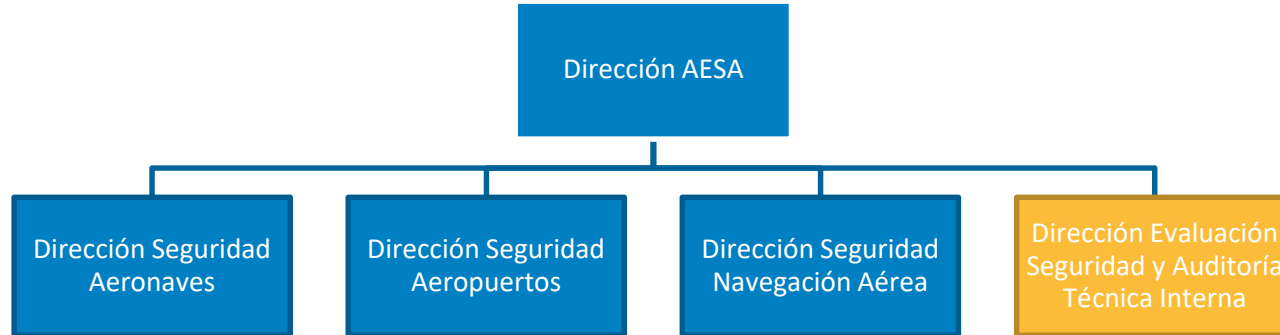 Dirección AESA
Dirección Seguridad
Aeronaves
Dirección Seguridad
Aeropuertos
Dirección Seguridad
Navegación Aérea
Dirección Evaluación
Seguridad y Auditoría
Técnica Interna